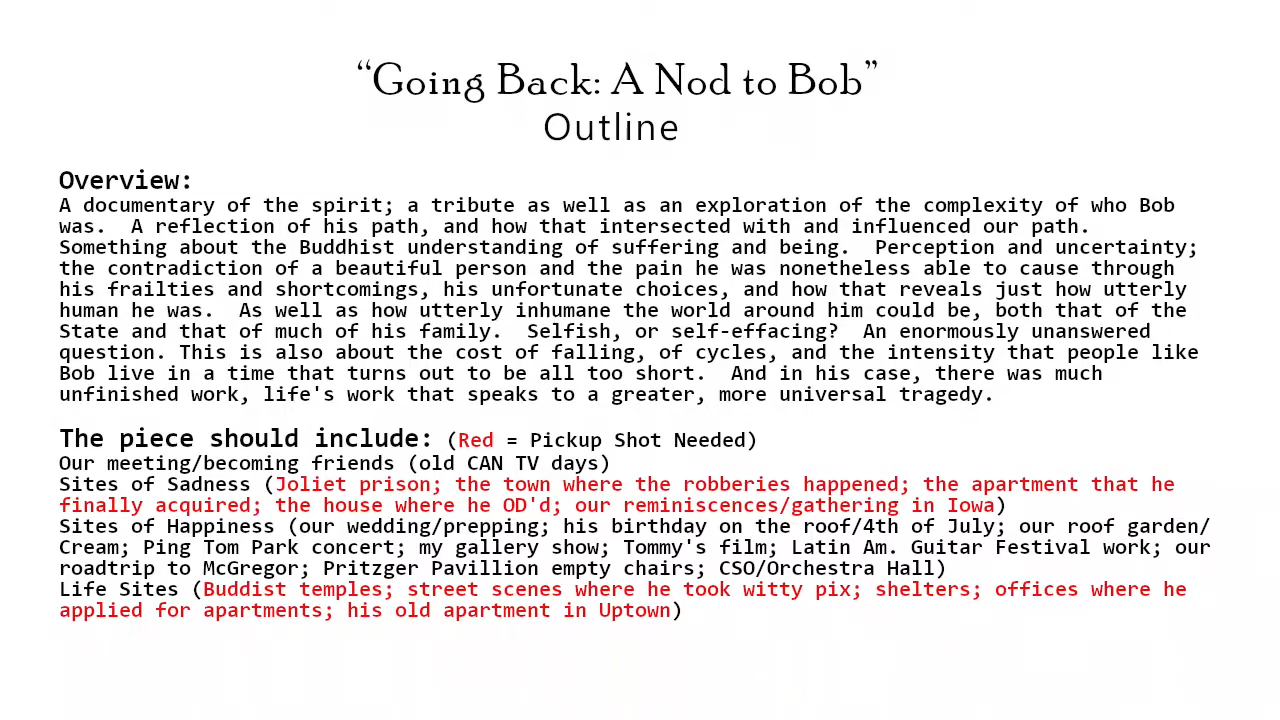 “Going Back: A Nod to Bob”
Outline
Overview:
A documentary of the spirit; a tribute as well as an exploration of the complexity of who Bob
was.  A reflection of his path, and how that intersected with and influenced our path.
Something about the Buddhist understanding of suffering and being.  Perception and uncertainty;
the contradiction of a beautiful person and the pain he was nonetheless able to cause through
his frailties and shortcomings, his unfortunate choices, and how that reveals just how utterly
human he was.  As well as how utterly inhumane the world around him could be, both that of the
State and that of much of his family.  Selfish, or self-effacing?  An enormously unanswered
question. This is also about the cost of falling, of cycles, and the intensity that people like
Bob live in a time that turns out to be all too short.  And in his case, there was much
unfinished work, life's work that speaks to a greater, more universal tragedy.
The piece should include: (Red = Pickup Shot Needed)
Our meeting/becoming friends (old CAN TV days)
Sites of Sadness (Joliet prison; the town where the robberies happened; the apartment that he
finally acquired; the house where he OD'd; our reminiscences/gathering in Iowa)
Sites of Happiness (our wedding/prepping; his birthday on the roof/4th of July; our roof garden/
Cream; Ping Tom Park concert; my gallery show; Tommy's film; Latin Am. Guitar Festival work; our
roadtrip to McGregor; Pritzger Pavillion empty chairs; CSO/Orchestra Hall)
Life Sites (Buddist temples; street scenes where he took witty pix; shelters; offices where he
applied for apartments; his old apartment in Uptown)